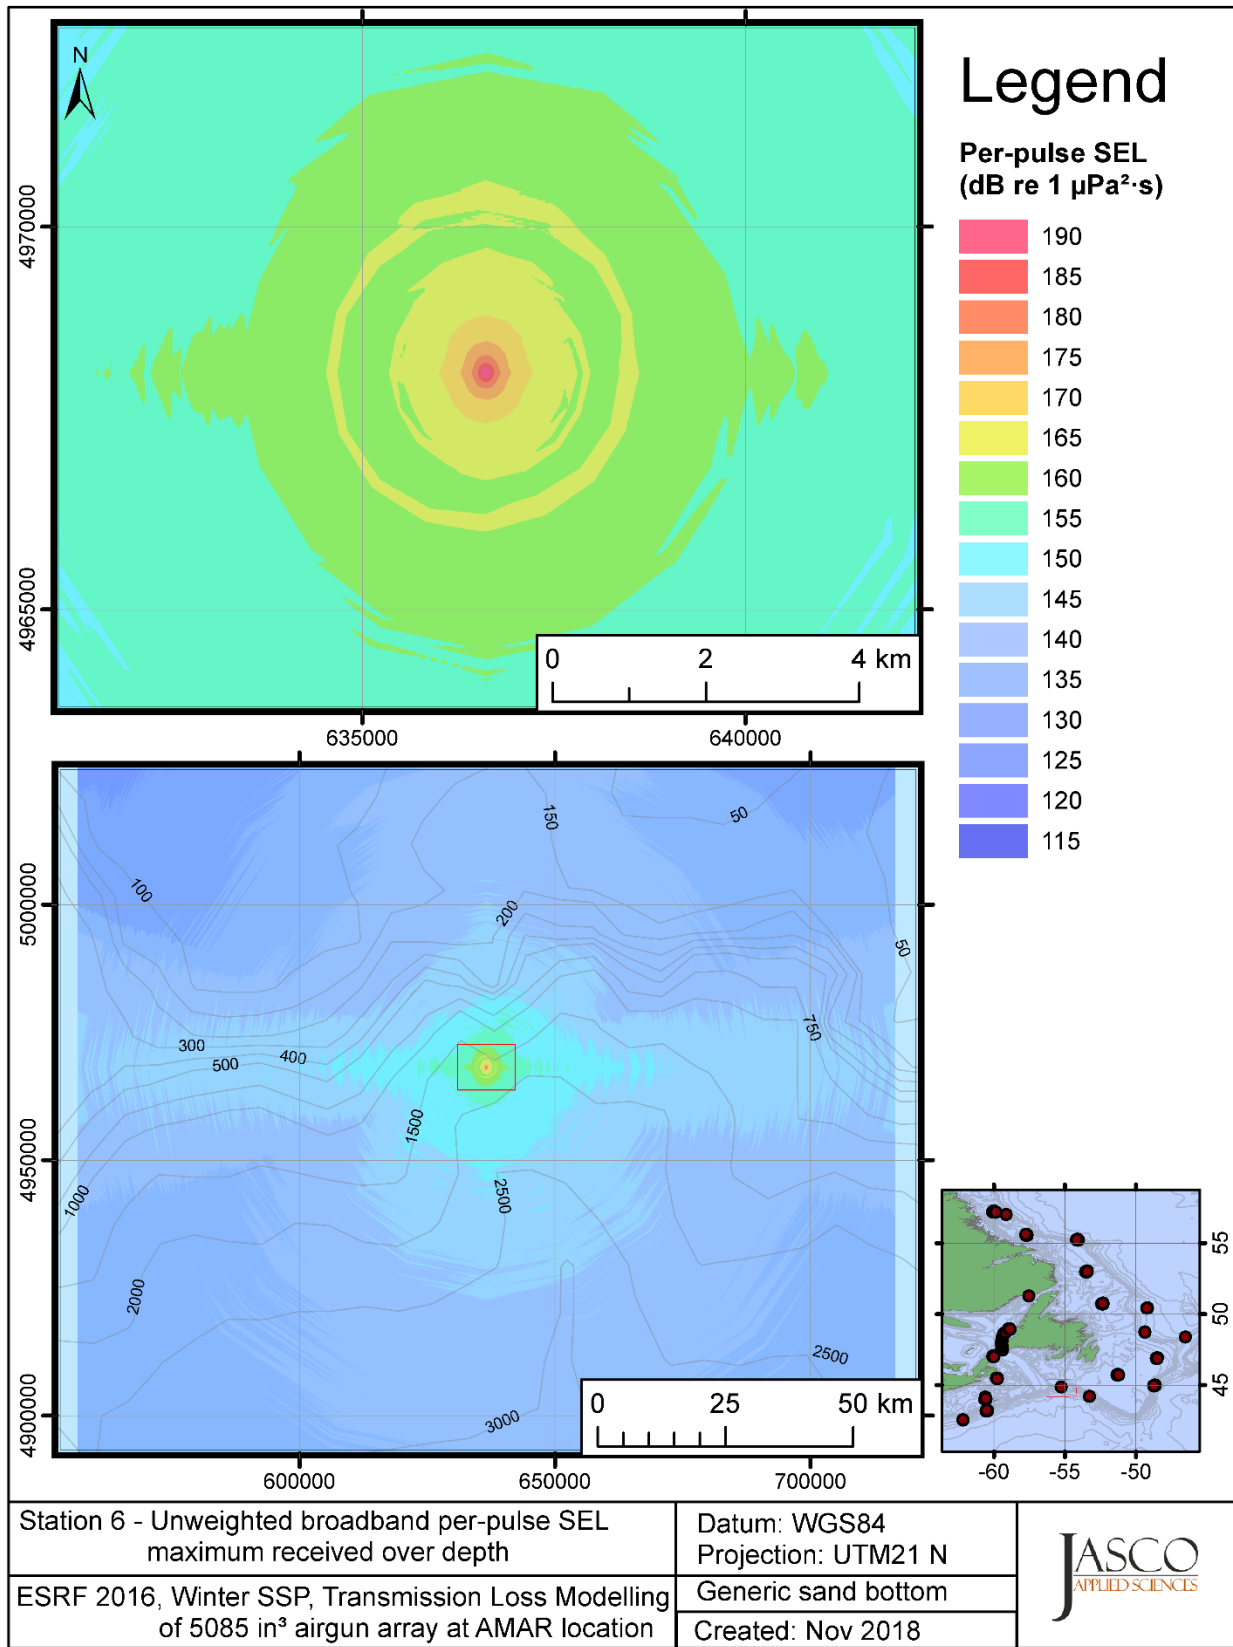 N
4970000
4965000
0 2 4 km
635000 640000
Legend
Per-pulse SEL
(dB re 1 µPa²·s)
190
185
180
175
170
165
160
155
150
145
140
135
130
125
120
115
5000000
4950000
4900000
100
150
50
200
50
300
500
400
750
1500
1000
2500
2000
2500
3000
0 25 50 km
600000 650000 700000
55
50
45
-60 -55 -50
Station 6 - Unweighted broadband per-pulse SEL
maximum received over depth
ESRF 2016, Winter SSP, Transmission Loss Modelling
of 5085 in³ airgun array at AMAR location
Datum: WGS84
Projection: UTM21 N
Generic sand bottom
Created: Nov 2018
JASCO
APPLIED SCIENCES